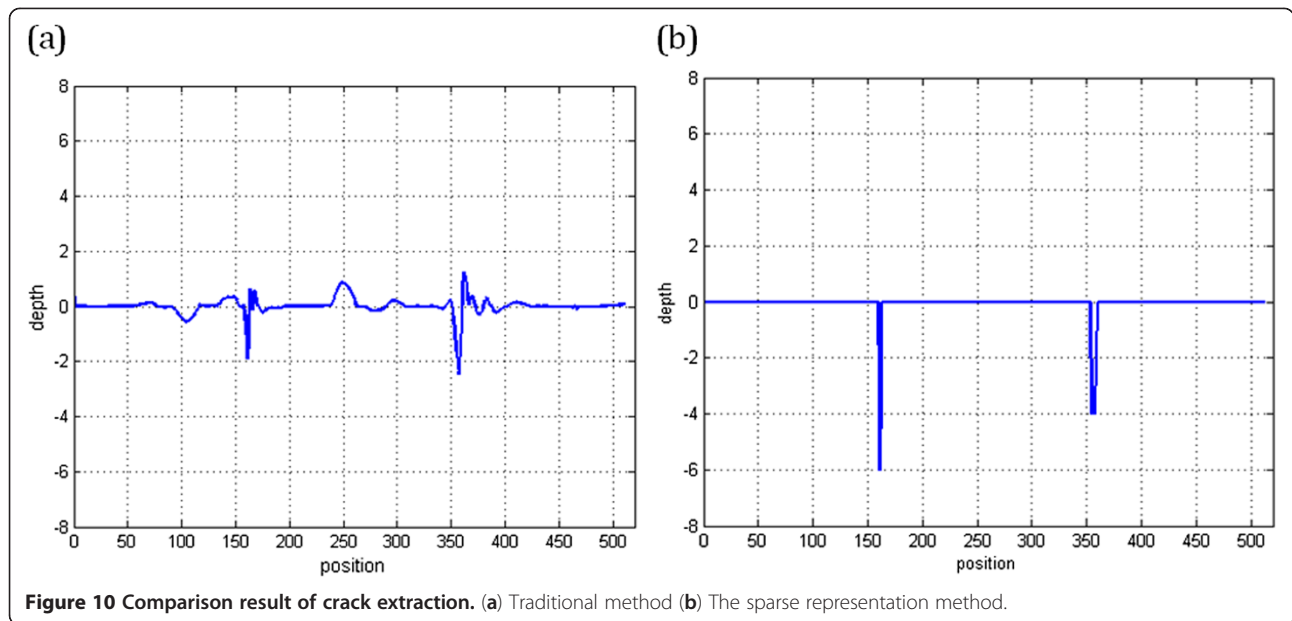 (a)
(b)
8
6
4
2
0
-2
-4
-6
-8
depth
0 50 100 150 200 250 300 350 400 450 500
position
8
6
4
2
0
-2
-4
-6
-8
depth
0 50 100 150 200 250 300 350 400 450 500
position
Figure 10 Comparison result of crack extraction. (a) Traditional method (b) The sparse representation method.